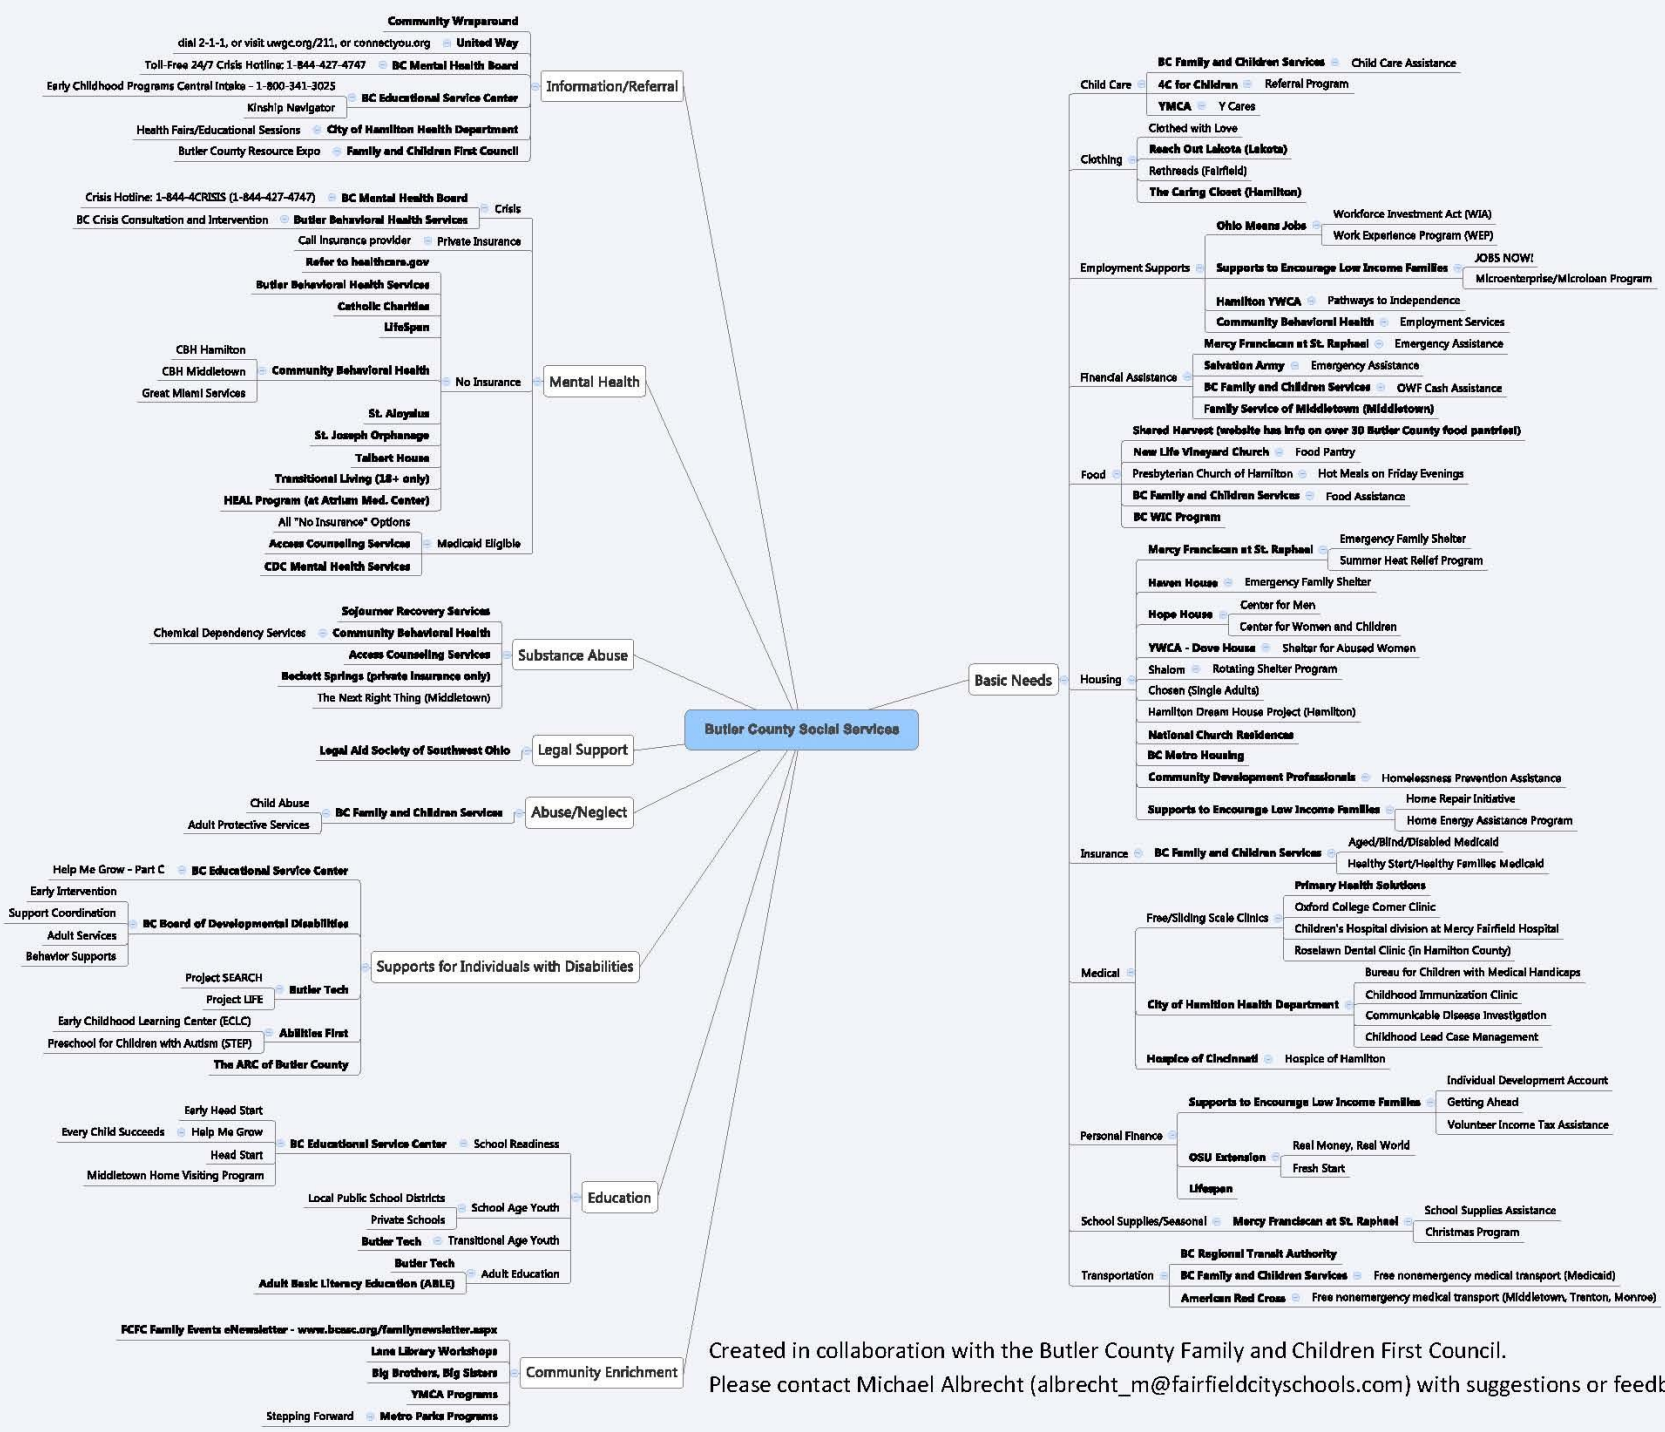 Community Wraparound
dial 2-1-1, or visit uwgc.org/211, or connectyou.org United Way
Toll-Free 24/7 Crisis Hotline: 1-844-427-4747 BC Mental Health Board
Information/Referral
Early Childhood Programs Central Intake - 1-800-341-3025
BC Educational Service Center
Kinship Navigator
Health Fairs/Educational Sessions City of Hamilton Health Department
Butler County Resource Expo Family and Children First Council
Crisis Hotline: 1-844-4CRISIS (1-844-427-4747) BC Mental Health Board
Crisis
BC Crisis Consultation and Intervention Butler Behavioral Health Services
Call insurance provider Private Insurance
Refer to healthcare.gov
Butler Behavioral Health Services
Catholic Charities
LifeSpan
CBH Hamilton
CBH Middletown Community Behavioral Health
Great Miami Services
No Insurance
Mental Health
St. Aloysius
St. Joseph Orphanage
Talbert House
Transitional Living (18+ only)
HEAL Program (at Atrium Med. Center)
All "No Insurance" Options
Access Counseling Services Medicaid Eligible
CDC Mental Health Services
Sojourner Recovery Services
Chemical Dependency Services Community Behavioral Health
Access Counseling Services
Substance Abuse
Beckett Springs (private insurance only)
The Next Right Thing (Middletown)
Butler County Social Services
Legal Aid Society of Southwest Ohio Legal Support
Child Abuse
BC Family and Children Services Abuse/Neglect
Adult Protective Services
Help Me Grow - Part C BC Educational Service Center
Early Intervention
Support Coordination
BC Board of Developmental Disabilities
Adult Services
Behavior Supports
Supports for Individuals with Disabilities
Project SEARCH
Butler Tech
Project LIFE
Early Childhood Learning Center (ECLC)
Abilities First
Preschool for Children with Autism (STEP)
The ARC of Butler County
Early Head Start
Every Child Succeeds Help Me Grow
BC Educational Service Center School Readiness
Head Start
Middletown Home Visiting Program
Education
Local Public School Districts
School Age Youth
Private Schools
Butler Tech Transitional Age Youth
Butler Tech
Adult Education
Adult Basic Literacy Education (ABLE)
FCFC Family Events eNewsletter - www.bcesc.org/familynewsletter.aspx
Lane Library Workshops
Big Brothers, Big Sisters
Community Enrichment
YMCA Programs
Stepping Forward Metro Parks Programs
Basic Needs
Child Care
BC Family and Children Services Child Care Assistance
4C for Children Referral Program
YMCA Y Cares
Clothing
Clothed with Love
Reach Out Lakota (Lakota)
Rethreads (Fairfield)
The Caring Closet (Hamilton)
Employment Supports
Ohio Means Jobs
Workforce Investment Act (WIA)
Work Experience Program (WEP)
Supports to Encourage Low Income Families
JOBS NOW!
Microenterprise/Microloan Program
Hamilton YWCA Pathways to Independence
Community Behavioral Health Employment Services
Financial Assistance
Mercy Franciscan at St. Raphael Emergency Assistance
Salvation Army Emergency Assistance
BC Family and Children Services OWF Cash Assistance
Family Service of Middletown (Middletown)
Food
Shared Harvest (website has info on over 30 Butler County food pantries!)
New Life Vineyard Church Food Pantry
Presbyterian Church of Hamilton Hot Meals on Friday Evenings
BC Family and Children Services Food Assistance
BC WIC Program
Housing
Mercy Franciscan at St. Raphael
Emergency Family Shelter
Summer Heat Relief Program
Haven House Emergency Family Shelter
Hope House
Center for Men
Center for Women and Children
YWCA - Dove House Shelter for Abused Women
Shalom Rotating Shelter Program
Chosen (Single Adults)
Hamilton Dream House Project (Hamilton)
National Church Residences
BC Metro Housing
Community Development Professionals Homelessness Prevention Assistance
Supports to Encourage Low Income Families
Home Repair Initiative
Home Energy Assistance Program
Insurance BC Family and Children Services
Aged/Blind/Disabled Medicaid
Healthy Start/Healthy Families Medicaid
Medical
Free/Sliding Scale Clinics
Primary Health Solutions
Oxford College Corner Clinic
Children's Hospital division at Mercy Fairfield Hospital
Roselawn Dental Clinic (in Hamilton County)
City of Hamition Health Department
Bureau for Children with Medical Handicaps
Childhood Immunization Clinic
Communicable Disease Investigation
Childhood Lead Case Management
Hospice of Cincinnati Hospice of Hamilton
Personal Finance
Supports to Encourage Low Income Families
Individual Development Account
Getting Ahead
Volunteer Income Tax Assistance
OSU Extension
Real Money, Real World
Fresh Start
Lifespan
School Supplies/Seasonal Mercy Franciscan at St. Raphael
School Supplies Assistance
Christmas Program
Transportation
BC Regional Transit Authority
BC Family and Children Services Free nonemergency medical transport (Medicaid)
American Red Cross Free nonemergency medical transport (Middletown, Trenton, Monroe)
Created in collaboration with the Butler County Family and Children First Council.
Please contact Michael Albrecht (albrecht_m@fairfieldcityschools.com) with suggestions or feedb